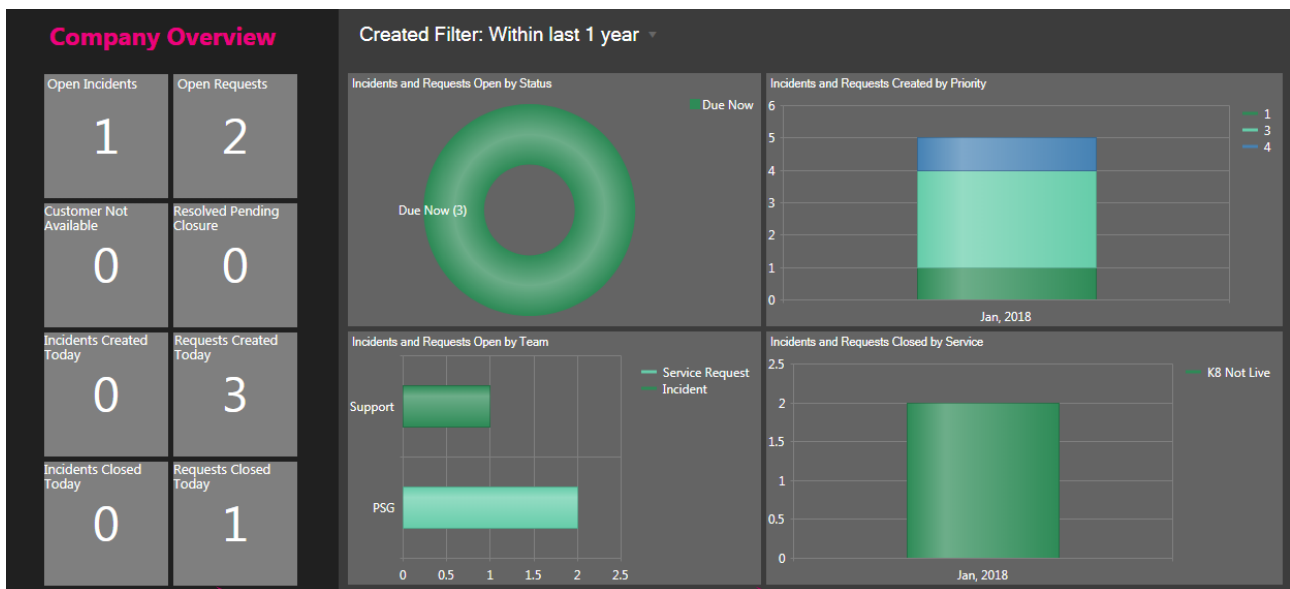 Company Overview
Created Filter: Within last 1 year
Open Incidents
1
Open Requests
2
Customer Not
Available
0
Resolved Pending
Closure
0
Incidents Created
Today
0
Requests Created
Today
3
Incidents Closed
Today
0
Requests Closed
Today
1
Incidents and Requests Open by Status
Due Now
Due Now (3)
Incidents and Requests Created by Priority
6
5
4
3
2
1
0
Jan, 2018
1
3
4
Incidents and Requests Open by Team
Service Request
Incident
Support
PSG
0 0.5 1 1.5 2 2.5
Incidents and Requests Closed by Service
2.5
2
1.5
1
0.5
0
Jan, 2018
K8 Not Live